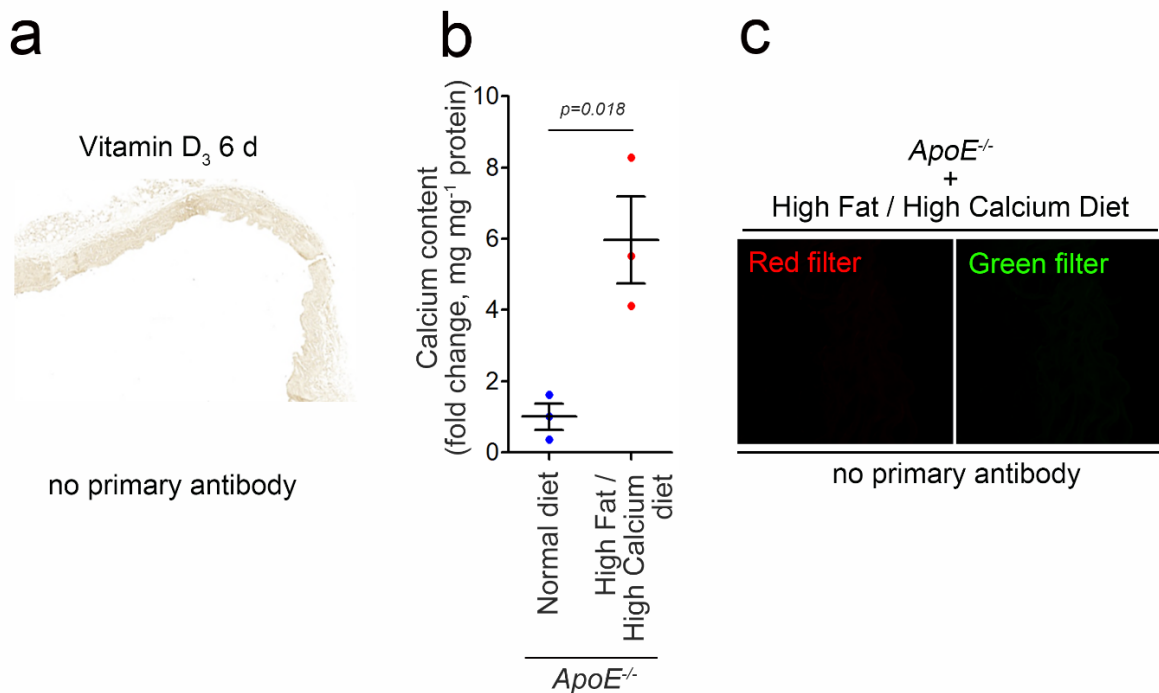 a
Vitamin D₃ 6 d
no primary antibody
b
Calcium content
(fold change, mg mg⁻¹ protein)
10
8
6
4
2
0
p=0.018
Normal diet
High Fat /
High Calcium
diet
ApoE⁻/⁻
c
ApoE⁻/⁻
+
High Fat / High Calcium Diet
Red filter
Green filter
no primary antibody